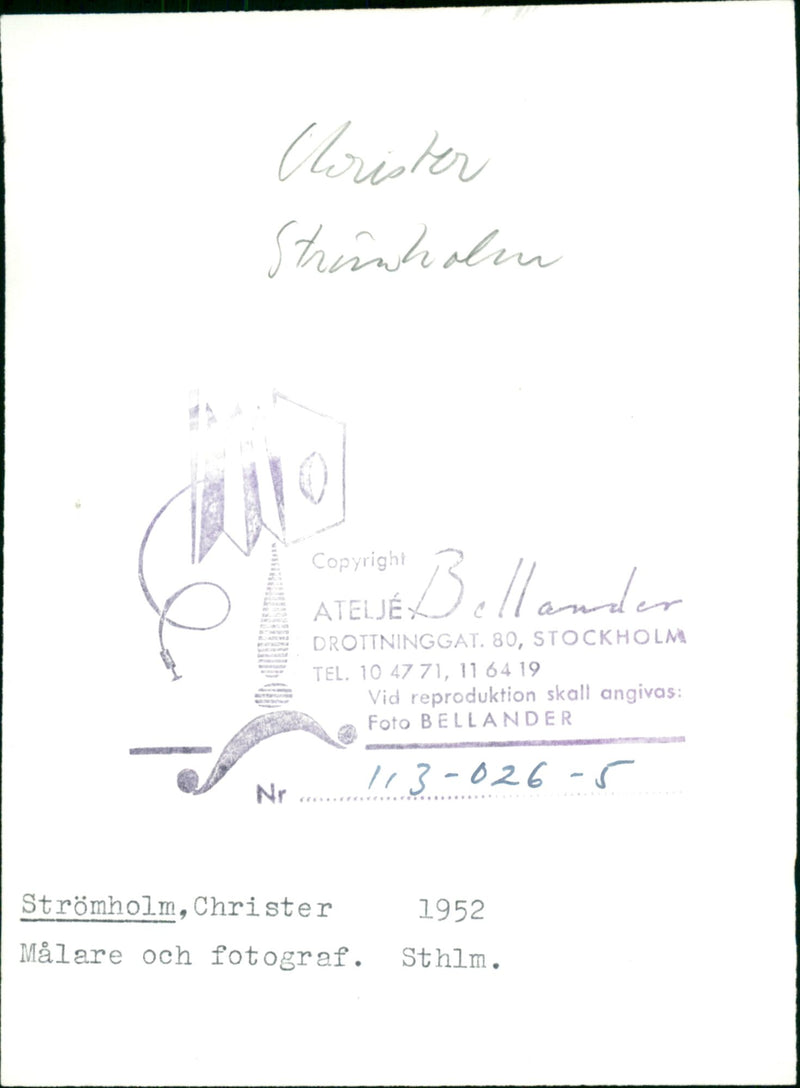 Christer
Strömholm
Copyright
ATELJÉ Bellander
DROTTNINGGAT. 80, STOCKHOLM
TEL. 10 47 71, 11 64 19
Vid reproduktion skall angivas:
Foto BELLANDER
Nr 113-026-5
Strömholm, Christer 1952
Målare och fotograf. Sthlm.